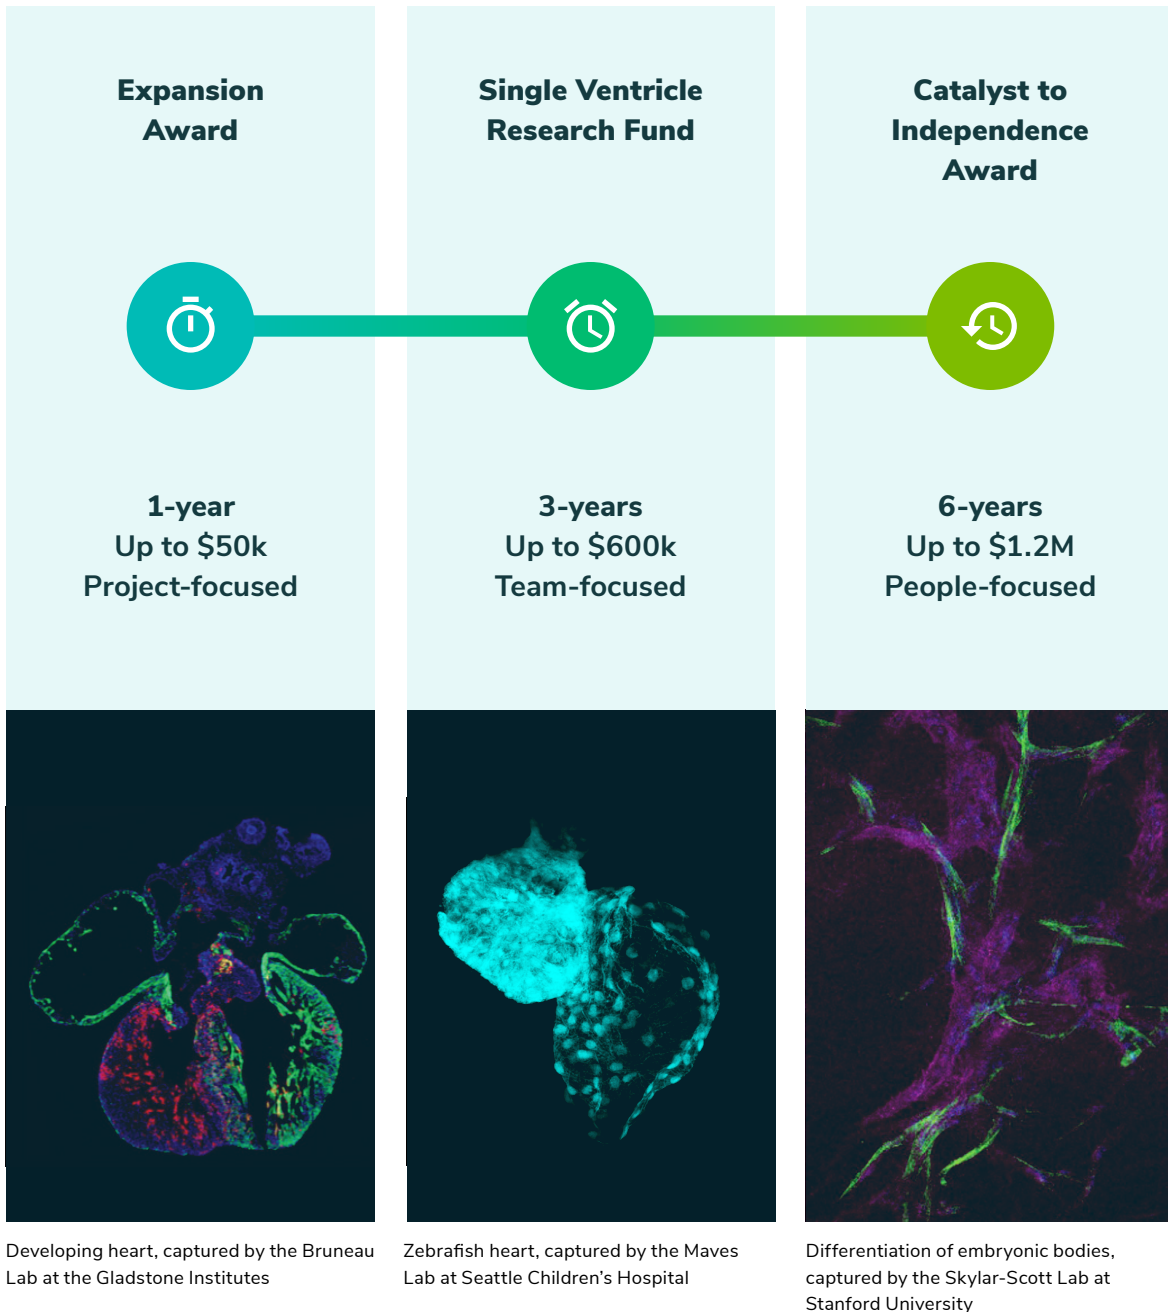 Expansion
Award
Single Ventricle
Research Fund
Catalyst to
Independence
Award
1-year
Up to $50k
Project-focused
3-years
Up to $600k
Team-focused
6-years
Up to $1.2M
People-focused
Developing heart, captured by the Bruneau
Lab at the Gladstone Institutes
Zebrafish heart, captured by the Maves
Lab at Seattle Children’s Hospital
Differentiation of embryonic bodies,
captured by the Skylar-Scott Lab at
Stanford University